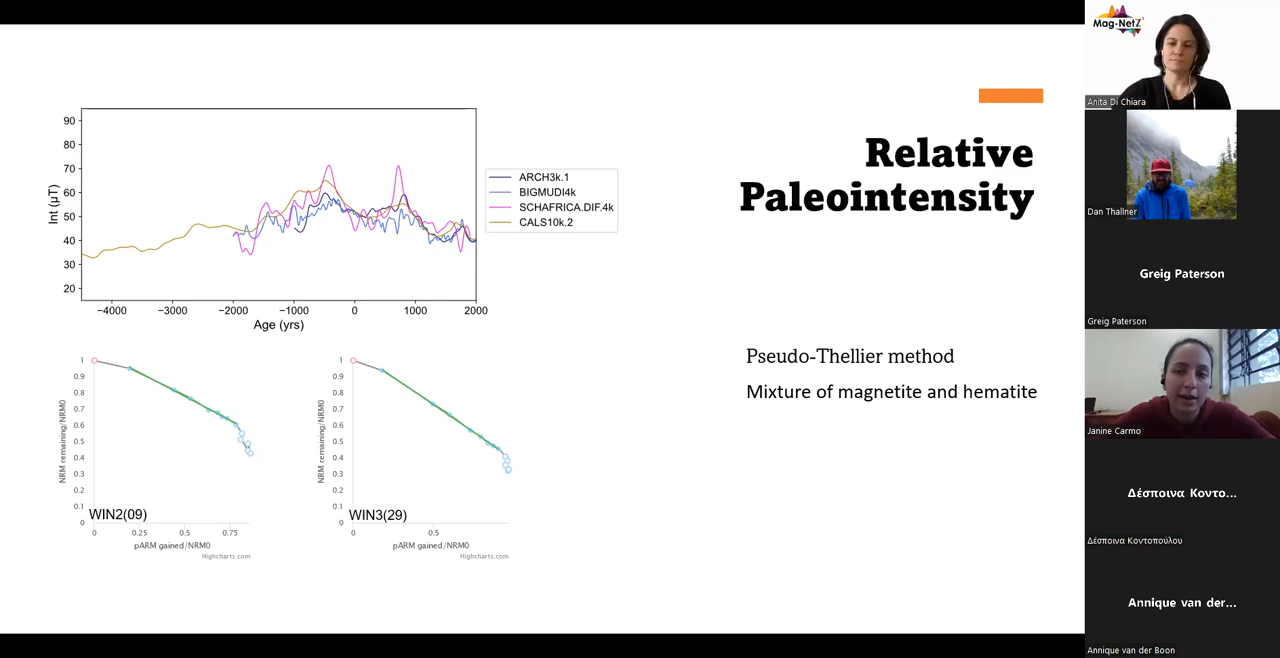 Relative
Paleointensity
90
80
70
60
50
40
30
20
Int (μT)
−4000
−3000
−2000
−1000
0
1000
2000
Age (yrs)
ARCH3k.1
BIGMUDI4k
SCHAFRICA.DIF.4k
CALS10k.2
1
0.9
0.8
0.7
0.6
0.5
0.4
0.3
0.2
0.1
0
NRM remaining/NRM0
WIN2(09)
0
0.25
0.5
0.75
pARM gained/NRM0
Highcharts.com
1
0.9
0.8
0.7
0.6
0.5
0.4
0.3
0.2
0.1
0
NRM remaining/NRM0
WIN3(29)
0
0.5
pARM gained/NRM0
Highcharts.com
Pseudo-Thellier method
Mixture of magnetite and hematite
Mag-NetZ
Anita Di Chiara
Dan Thallner
Greig Paterson
Greig Paterson
Janine Carmo
Δέσποινα Κοντο...
Δέσποινα Κοντοπούλου
Annique van der...
Annique van der Boon